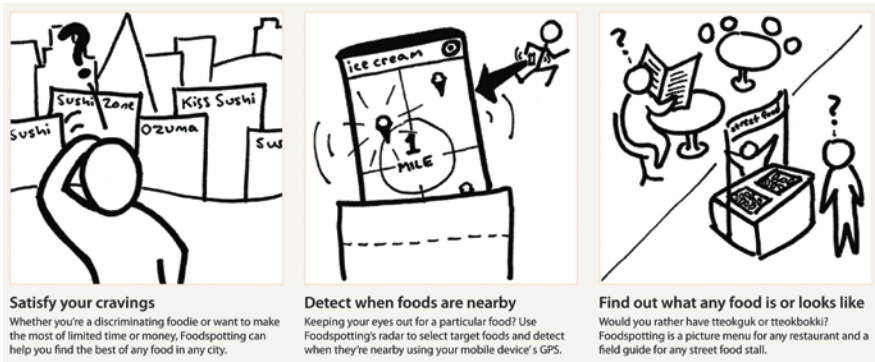 ?
Sushi Zone
Kiss Sushi
Sushi
Ozuma
Sus
ice cream
1
MILE
?
street food
?
Satisfy your cravings
Whether you're a discriminating foodie or want to make
the most of limited time or money, Foodspotting can
help you find the best of any food in any city.
Detect when foods are nearby
Keeping your eyes out for a particular food? Use
Foodspotting's radar to select target foods and detect
when they're nearby using your mobile device's GPS.
Find out what any food is or looks like
Would you rather have tteokguk or tteokbokki?
Foodspotting is a picture menu for any restaurant and a
field guide for any street food stall.